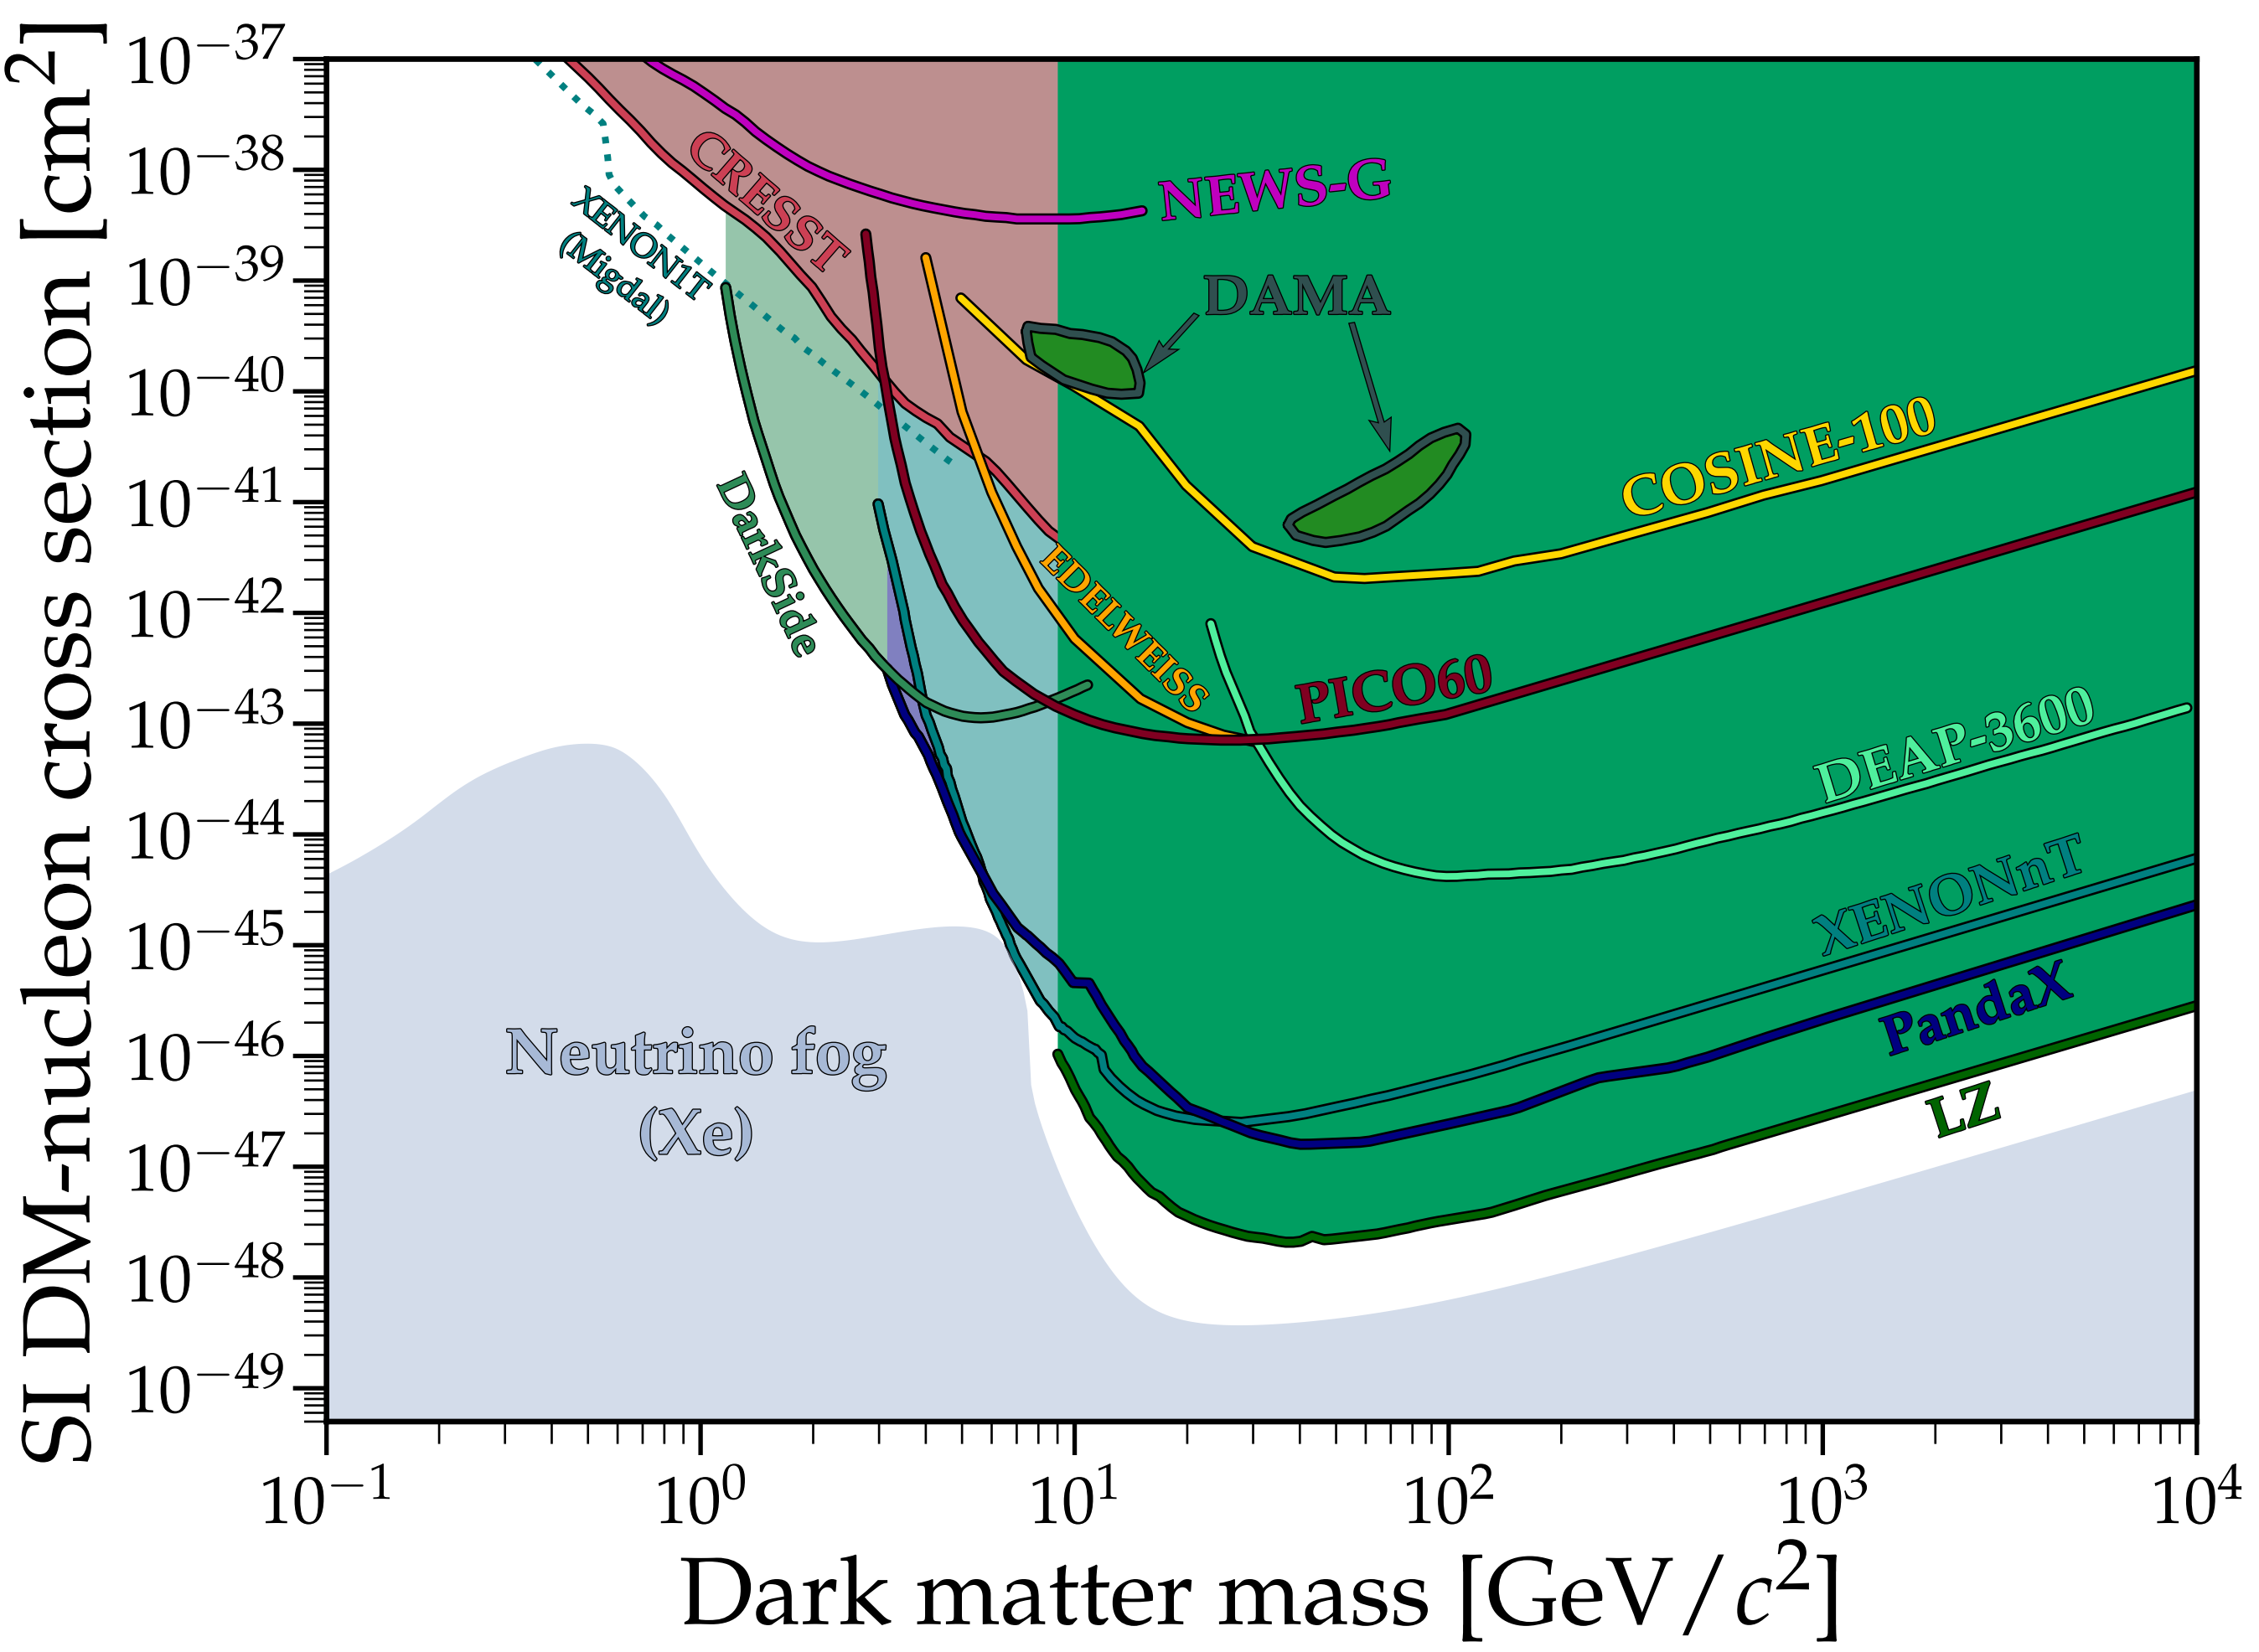 SI DM-nucleon cross section [cm²]
10⁻³⁷
10⁻³⁸
10⁻³⁹
10⁻⁴⁰
10⁻⁴¹
10⁻⁴²
10⁻⁴³
10⁻⁴⁴
10⁻⁴⁵
10⁻⁴⁶
10⁻⁴⁷
10⁻⁴⁸
10⁻⁴⁹
CRESST
NEWS-G
XENON1T
(Migdal)
DAMA
COSINE-100
DarkSide
EDELWEISS
PICO60
DEAP-3600
XENONnT
PandaX
LZ
Neutrino fog
(Xe)
10⁻¹ 10⁰ 10¹ 10² 10³ 10⁴
Dark matter mass [GeV/c²]